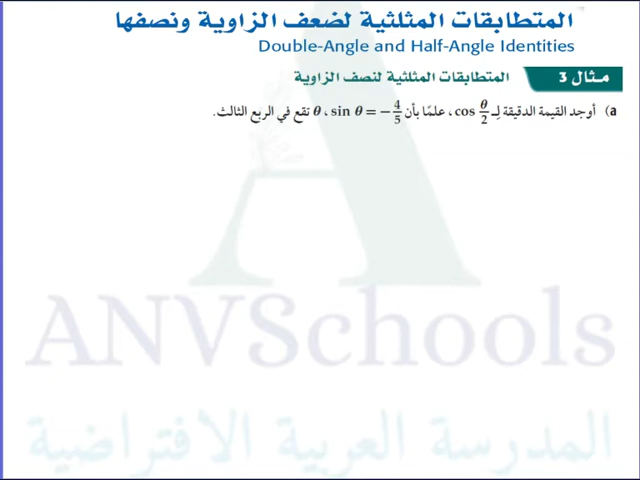 المتطابقات المثلثية لضعف الزاوية ونصفها
Double-Angle and Half-Angle Identities
مثال 3 المتطابقات المثلثية لنصف الزاوية
a) أوجد القيمة الدقيقة لِـ cos θ/2 ، علمًا بأن sin θ = −4/5 ، θ تقع في الربع الثالث.
ANVSchools
المدرسة العربية الافتراضية